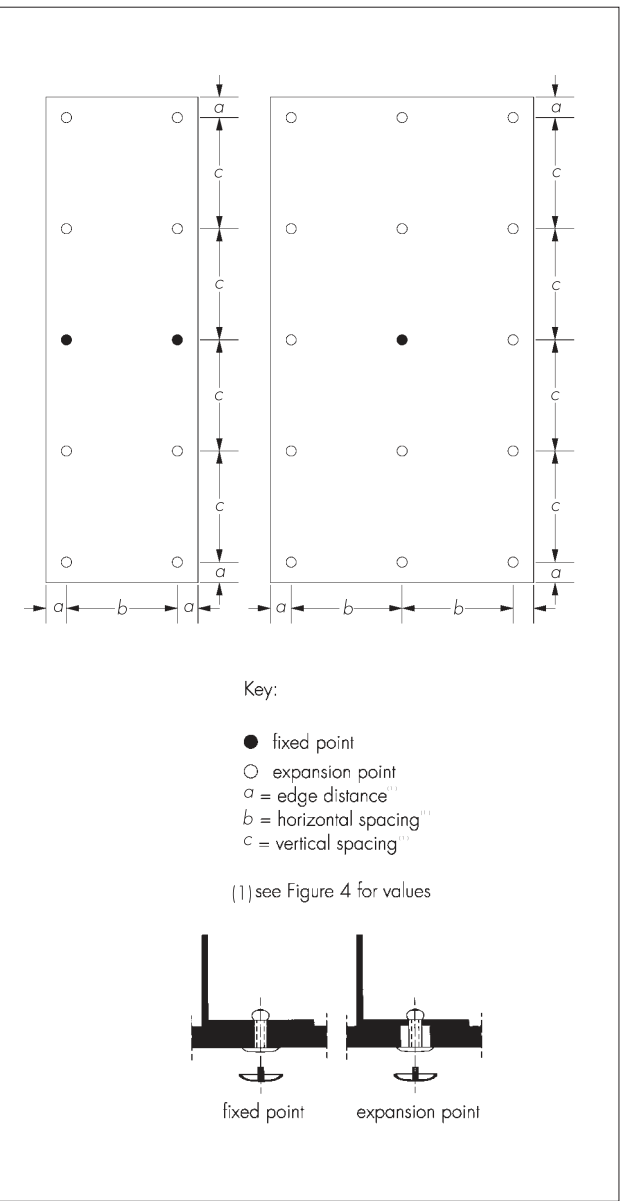 a a
c c
c c
c c
c c
a a
a b a a b b
Key:
fixed point
expansion point
a = edge distance(1)
b = horizontal spacing(1)
c = vertical spacing(1)
(1) see Figure 4 for values
fixed point expansion point